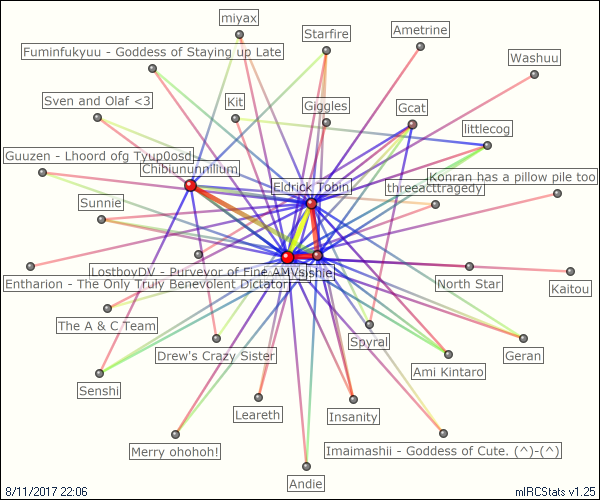 miyax
Starfire
Ametrine
Fuminfukyuu - Goddess of Staying up Late
Washuu
Sven and Olaf <3
Kit
Giggles
Gcat
littlecog
Guuzen - Lhoord ofg Tyup0osd
Chibiununnilium
Konran has a pillow pile too
Eldrick Tobin
threeacttragedy
Sunnie
LostboyDV - Purveyor of Fine AMVs
ishie
Entharion - The Only Truly Benevolent Dictator
North Star
Kaitou
The A & C Team
Spyral
Drew's Crazy Sister
Geran
Ami Kintaro
Senshi
Leareth
Insanity
Merry ohohoh!
Imaimashii - Goddess of Cute. (^)-(^)
Andie
8/11/2017 22:06
mIRCStats v1.25